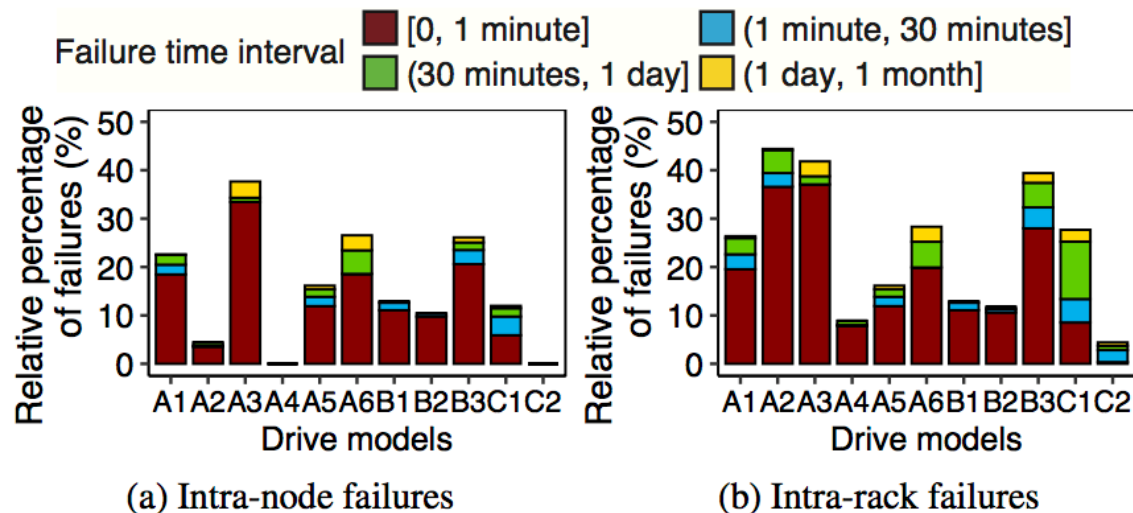 Failure time interval
[0, 1 minute] (1 minute, 30 minutes]
(30 minutes, 1 day] (1 day, 1 month]
Relative percentage
of failures (%)
50
40
30
20
10
0
A1 A2 A3 A4 A5 A6 B1 B2 B3 C1 C2
Drive models
(a) Intra-node failures
Relative percentage
of failures (%)
50
40
30
20
10
0
A1 A2 A3 A4 A5 A6 B1 B2 B3 C1 C2
Drive models
(b) Intra-rack failures